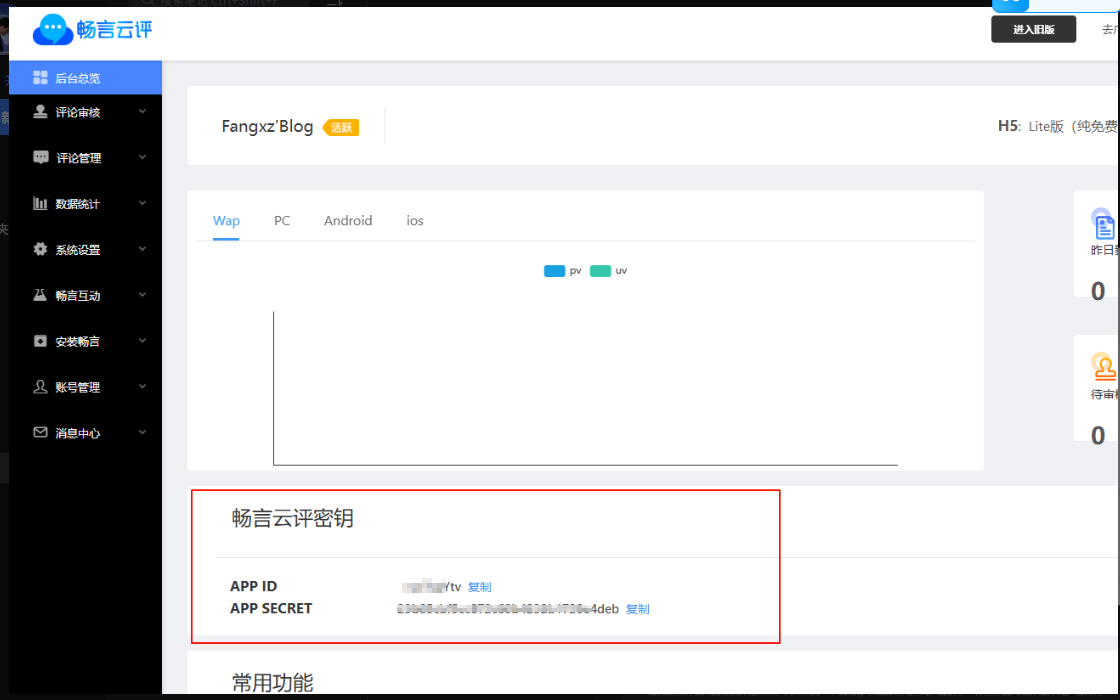 畅言云评
进入旧版
后台总览
评论审核
评论管理
数据统计
系统设置
畅言互动
安装畅言
账号管理
消息中心
Fangxz'Blog 活跃
H5: Lite版（纯免费
Wap PC Android ios
pv uv
昨日
0
待审
0
畅言云评密钥
APP ID Ytv 复制
APP SECRET 4deb 复制
常用功能